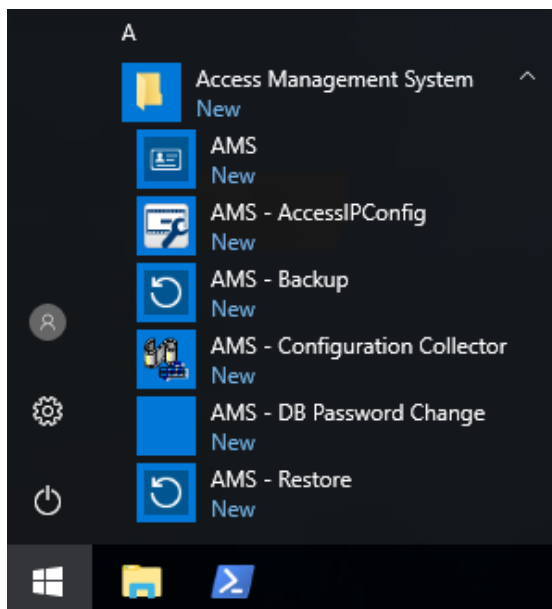 A
Access Management System
New
AMS
New
AMS - AccessIPConfig
New
AMS - Backup
New
AMS - Configuration Collector
New
AMS - DB Password Change
New
AMS - Restore
New